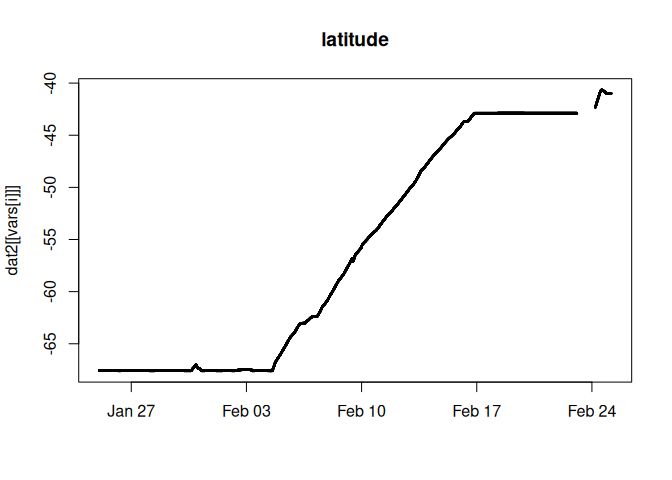 latitude
dat2[[vars[i]]]
-40
-45
-50
-55
-60
-65
Jan 27
Feb 03
Feb 10
Feb 17
Feb 24